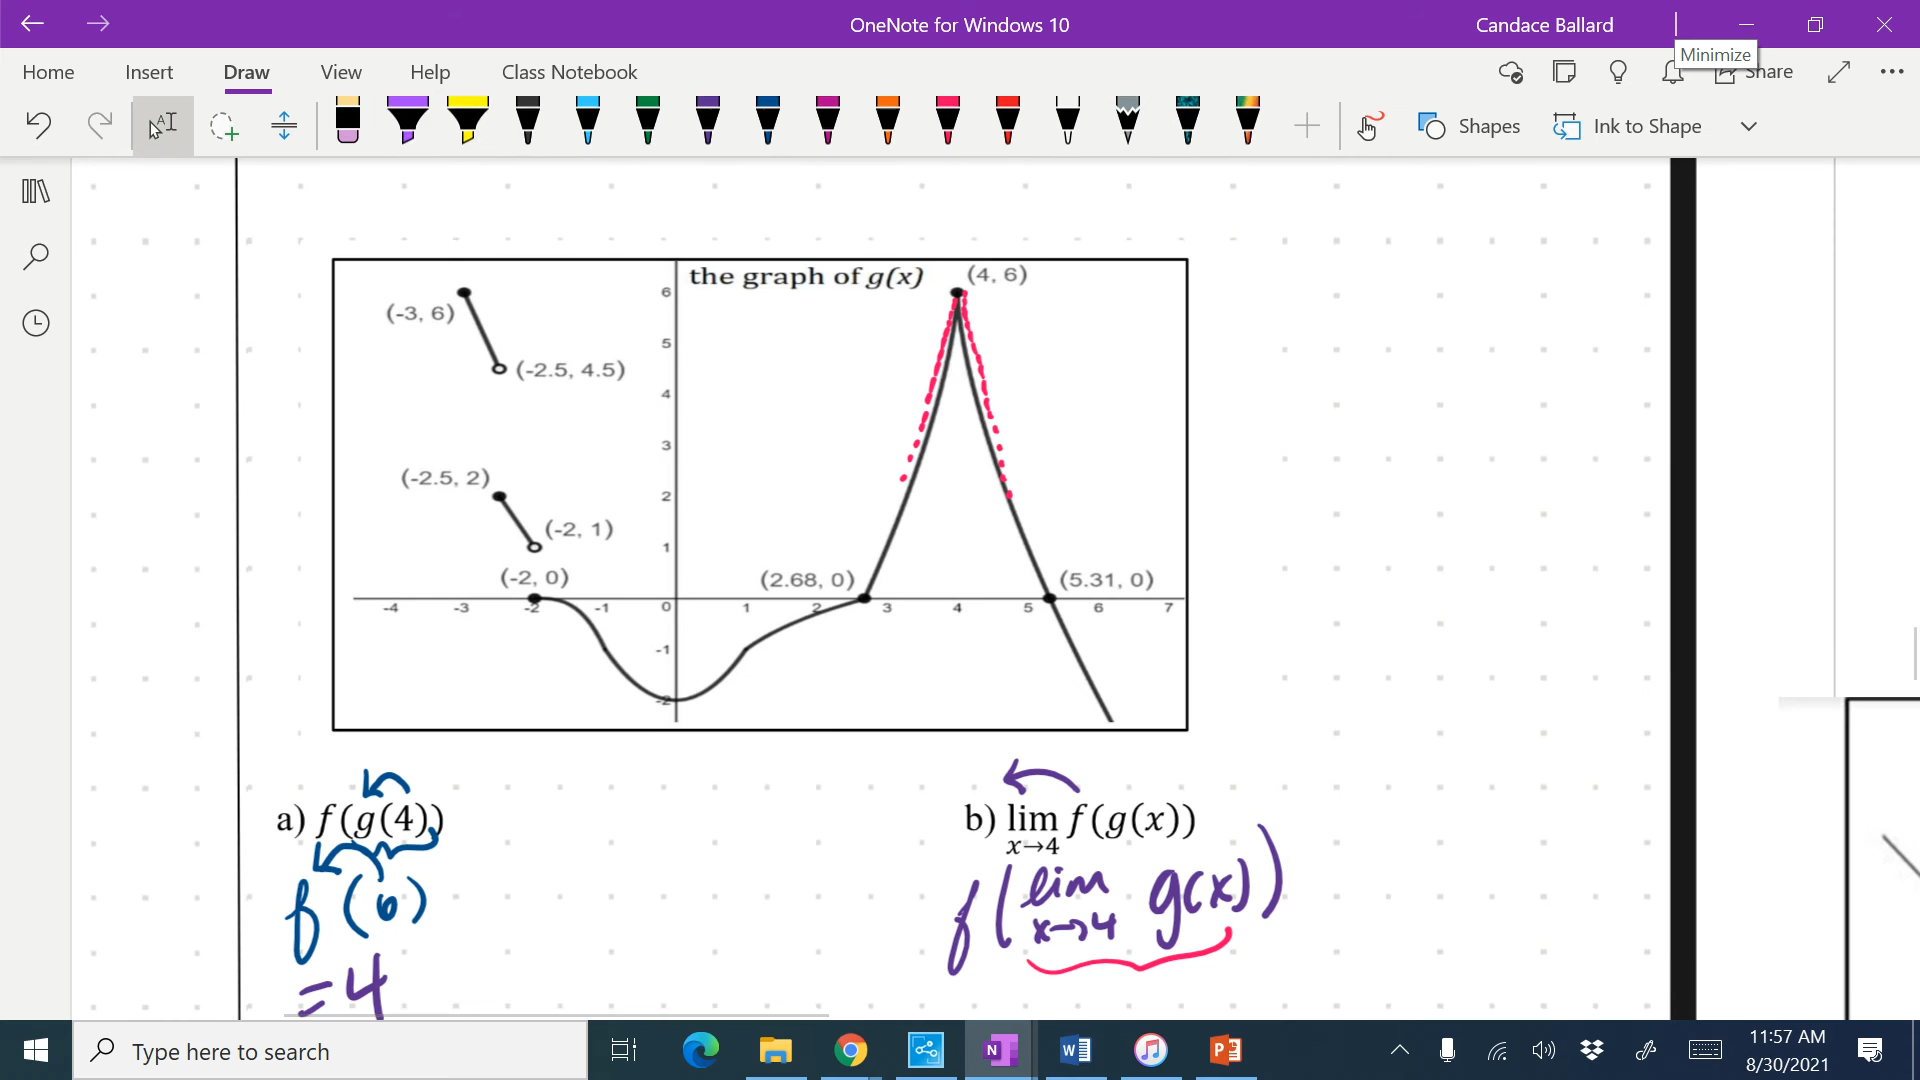 OneNote for Windows 10
Candace Ballard
Minimize
Home Insert Draw View Help Class Notebook
Share
Shapes
Ink to Shape
the graph of g(x)
(4, 6)
(-3, 6)
(-2.5, 4.5)
(-2.5, 2)
(-2, 1)
(-2, 0)
(2.68, 0)
(5.31, 0)
6
5
4
3
2
1
-4 -3 -2 -1 0 1 2 3 4 5 6 7
-1
-2
a) f(g(4))
f(6)
=4
b) lim f(g(x))
x→4
f(lim g(x))
x→4
Type here to search
11:57 AM
8/30/2021